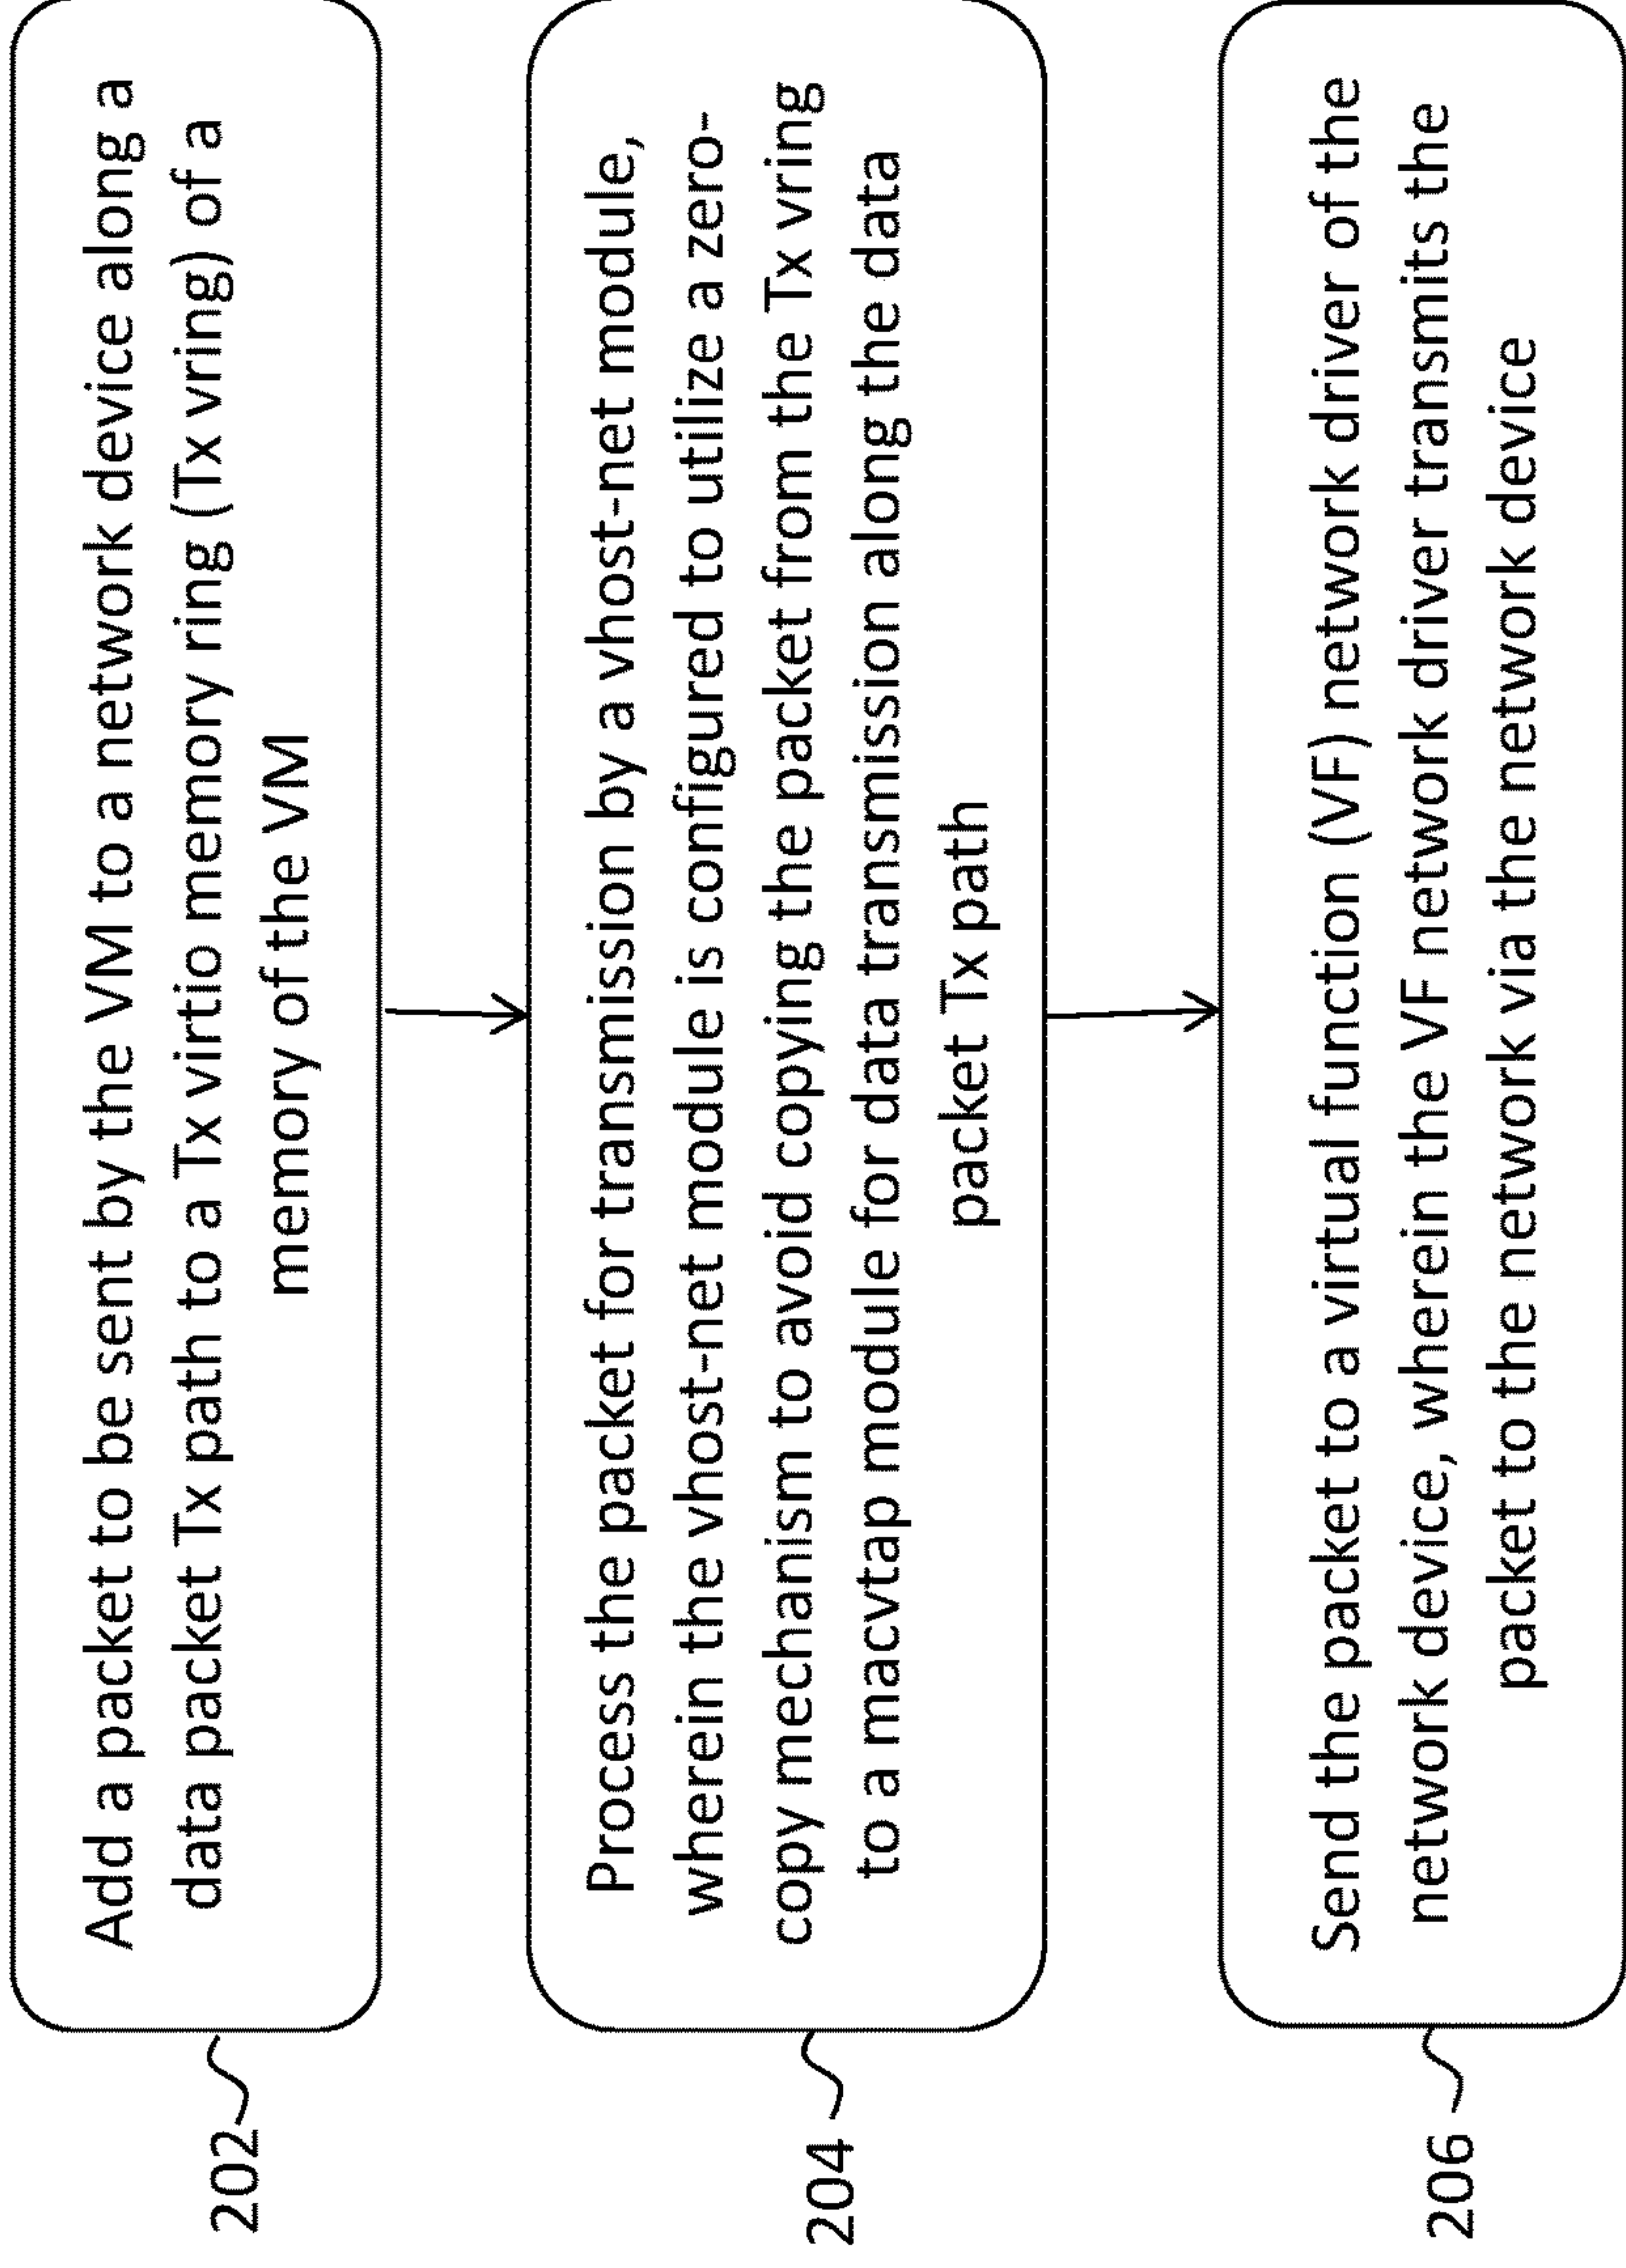 202
Add a packet to be sent by the VM to a network device along a
data packet Tx path to a Tx virtio memory ring (Tx vring) of a
memory of the VM
204
Process the packet for transmission by a vhost-net module,
wherein the vhost-net module is configured to utilize a zero-
copy mechanism to avoid copying the packet from the Tx vring
to a macvtap module for data transmission along the data
packet Tx path
206
Send the packet to a virtual function (VF) network driver of the
network device, wherein the VF network driver transmits the
packet to the network via the network device